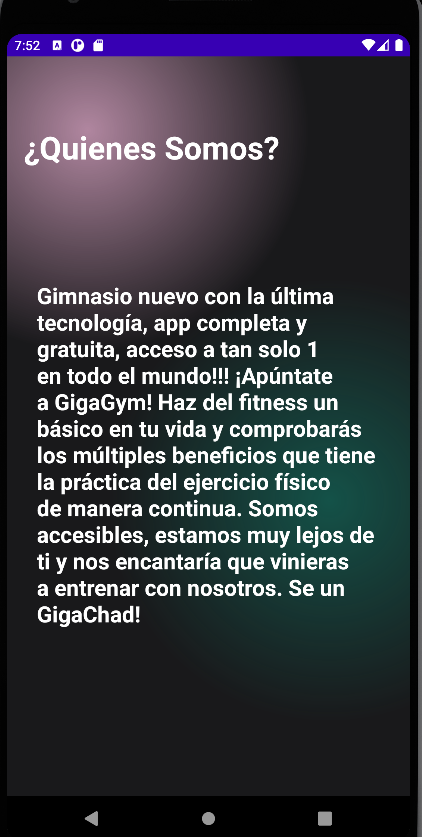 7:52
¿Quienes Somos?
Gimnasio nuevo con la última
tecnología, app completa y
gratuita, acceso a tan solo 1
en todo el mundo!!! ¡Apúntate
a GigaGym! Haz del fitness un
básico en tu vida y comprobarás
los múltiples beneficios que tiene
la práctica del ejercicio físico
de manera continua. Somos
accesibles, estamos muy lejos de
ti y nos encantaría que vinieras
a entrenar con nosotros. Se un
GigaChad!